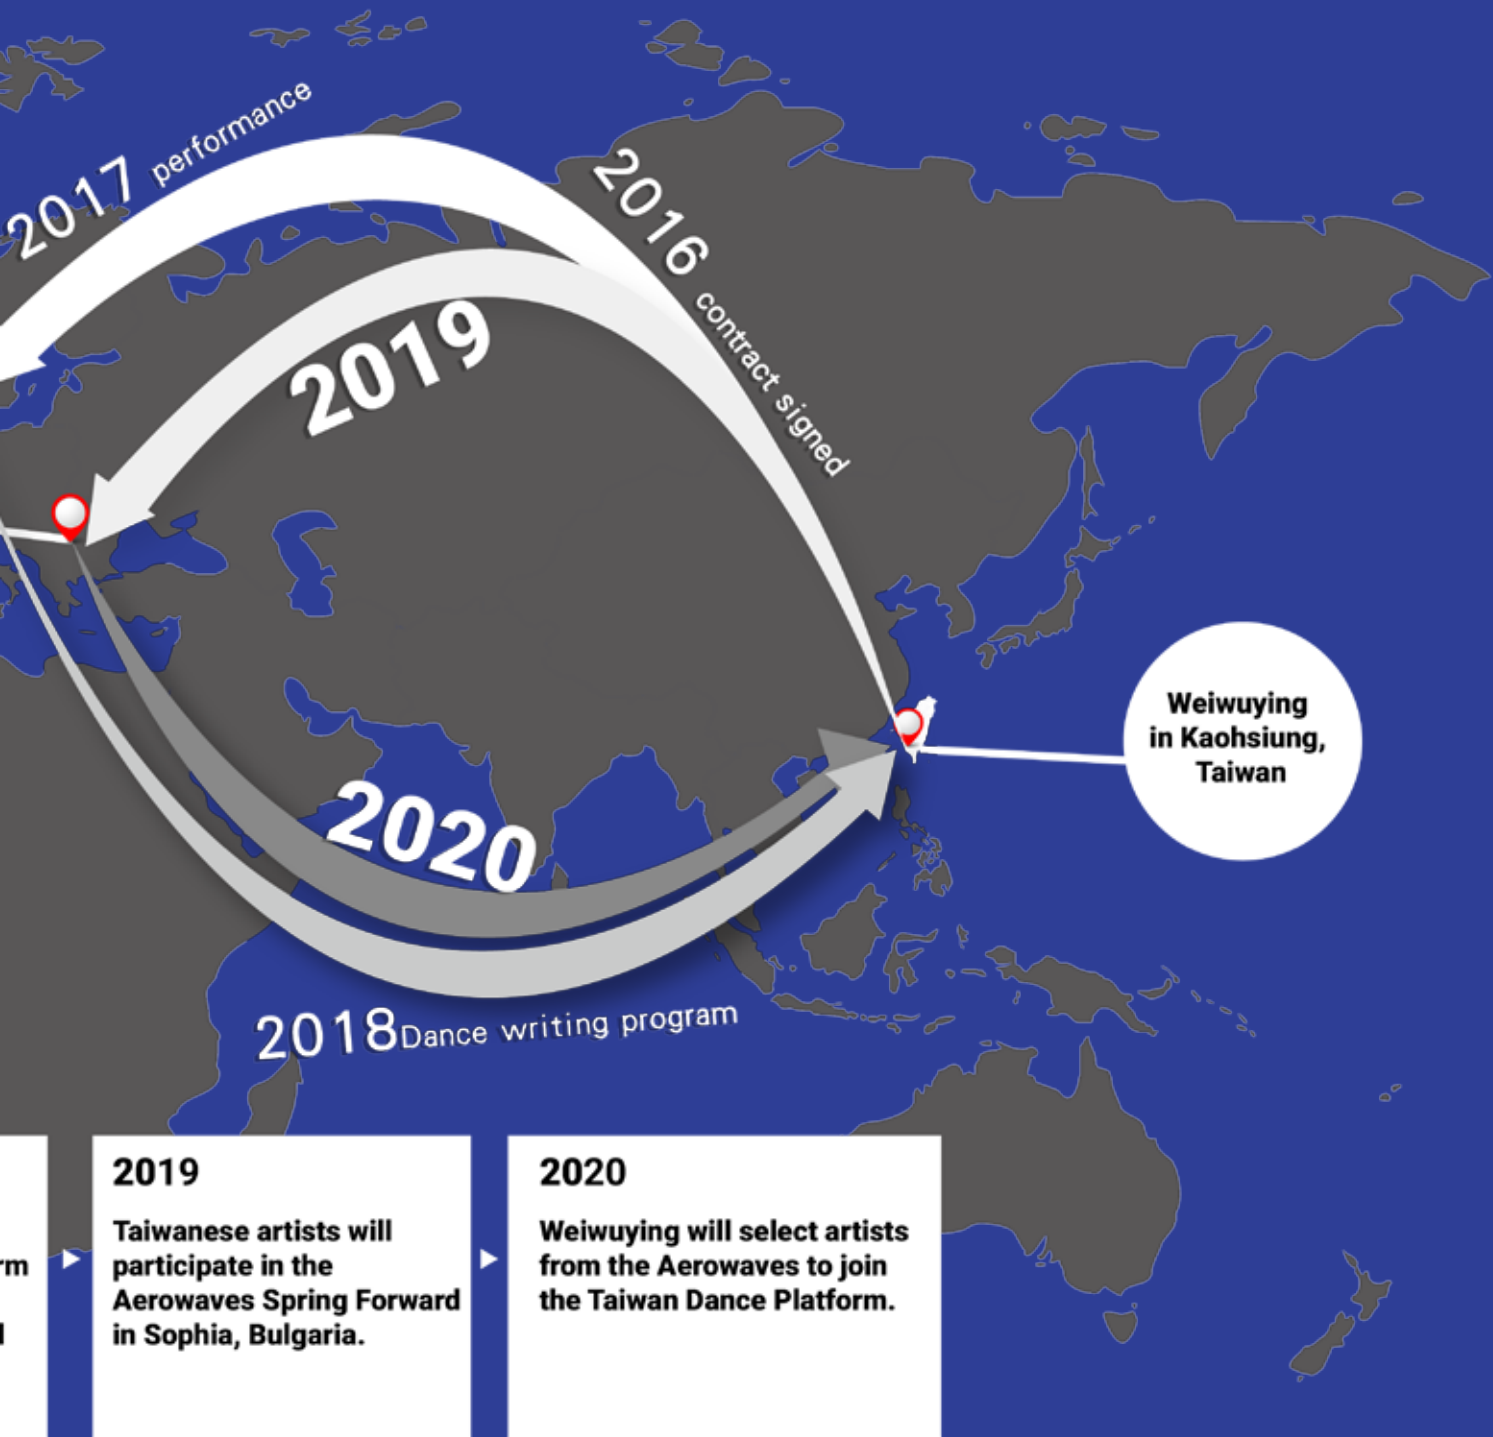 2017 performance
2016 contract signed
2019
Weiwuying
in Kaohsiung,
Taiwan
2020
2018 Dance writing program
rm
2019
Taiwanese artists will
participate in the
Aerowaves Spring Forward
in Sophia, Bulgaria.
2020
Weiwuying will select artists
from the Aerowaves to join
the Taiwan Dance Platform.